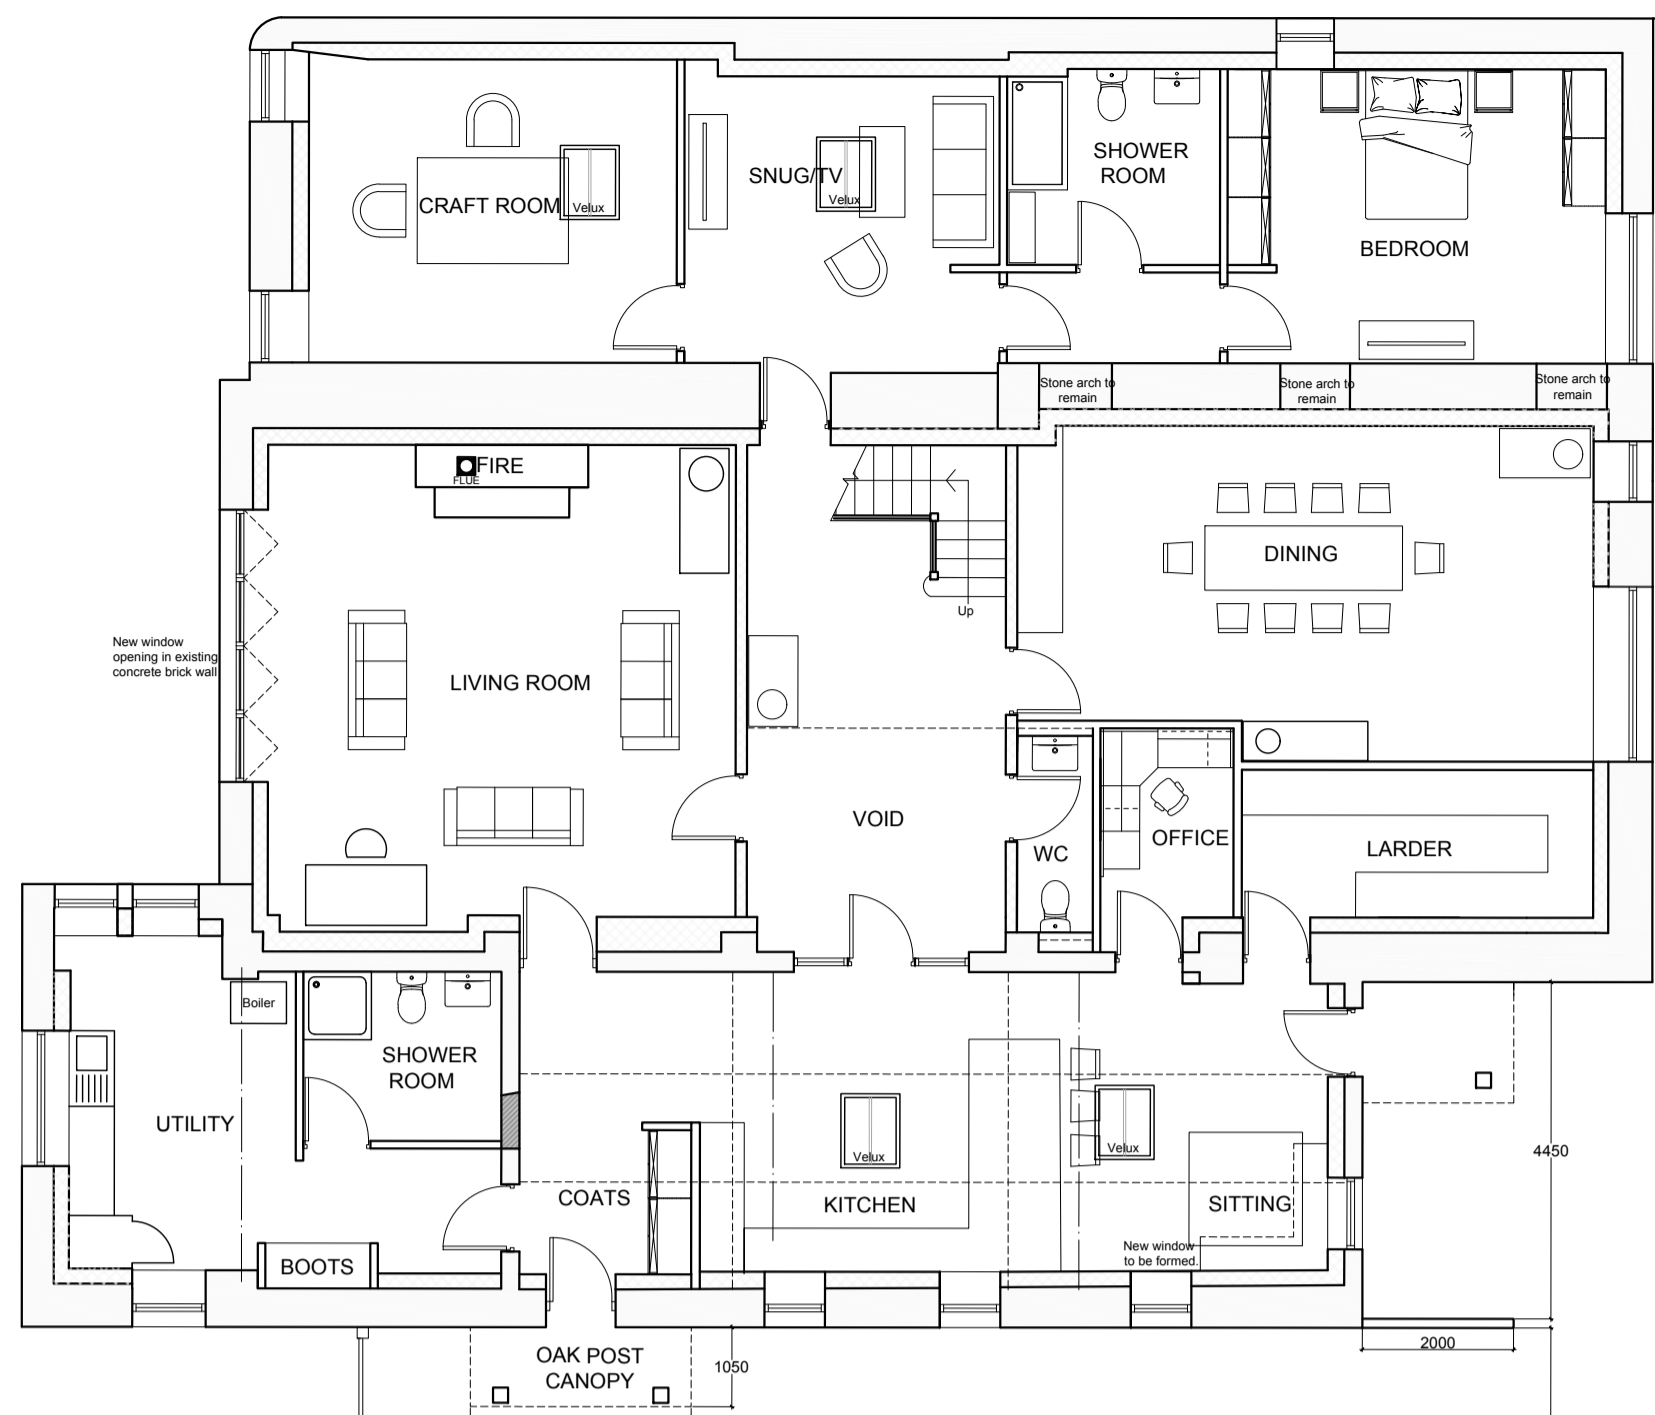 SHOWER
ROOM
SNUG/TV
Velux
CRAFT ROOM
Velux
BEDROOM
Stone arch to
remain
Stone arch to
remain
Stone arch to
remain
FIRE
FLUE
DINING
Up
New window
opening in existing
concrete brick wall
LIVING ROOM
VOID
WC
OFFICE
LARDER
Boiler
SHOWER
ROOM
UTILITY
Velux
Velux
4450
COATS
KITCHEN
SITTING
New window
to be formed.
BOOTS
2000
OAK POST
CANOPY
1050